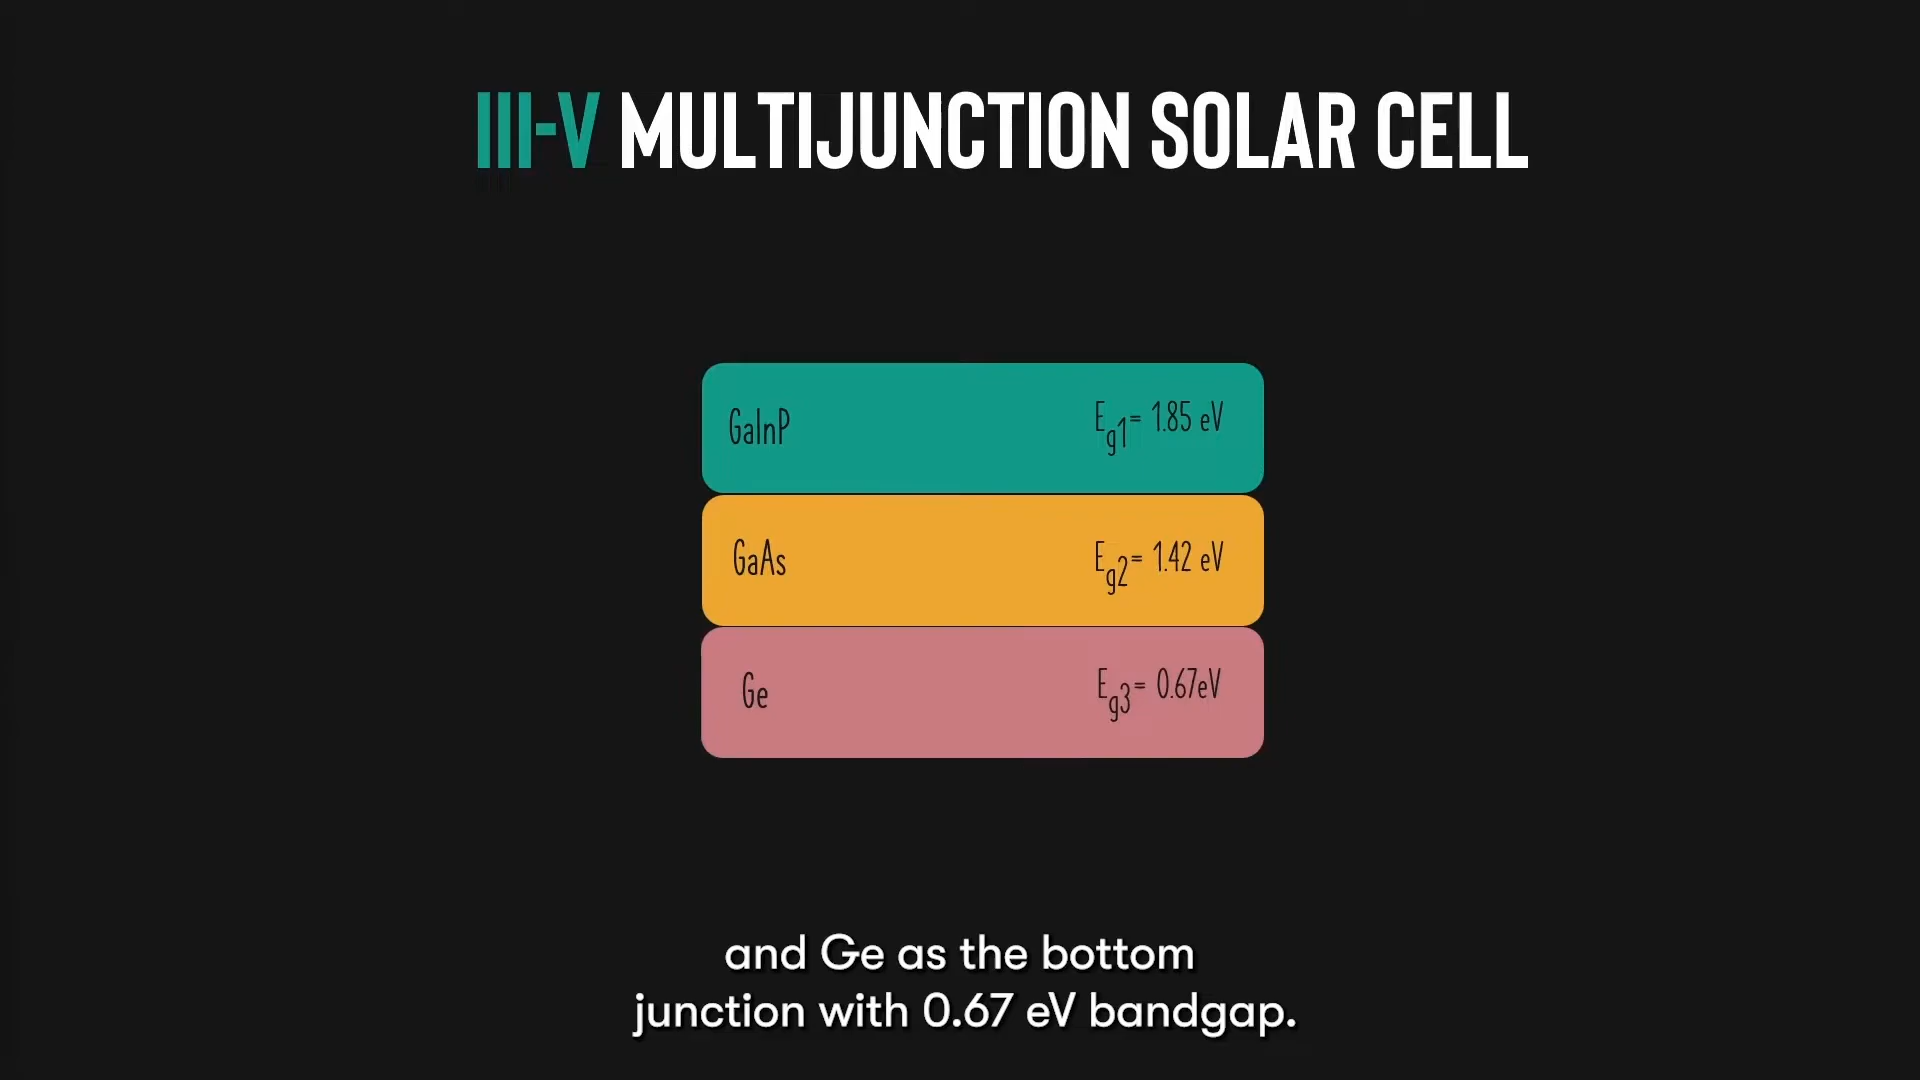 III-V MULTIJUNCTION SOLAR CELL
GaInP Eg1= 1.85 eV
GaAs Eg2= 1.42 eV
Ge Eg3= 0.67eV
and Ge as the bottom
junction with 0.67 eV bandgap.